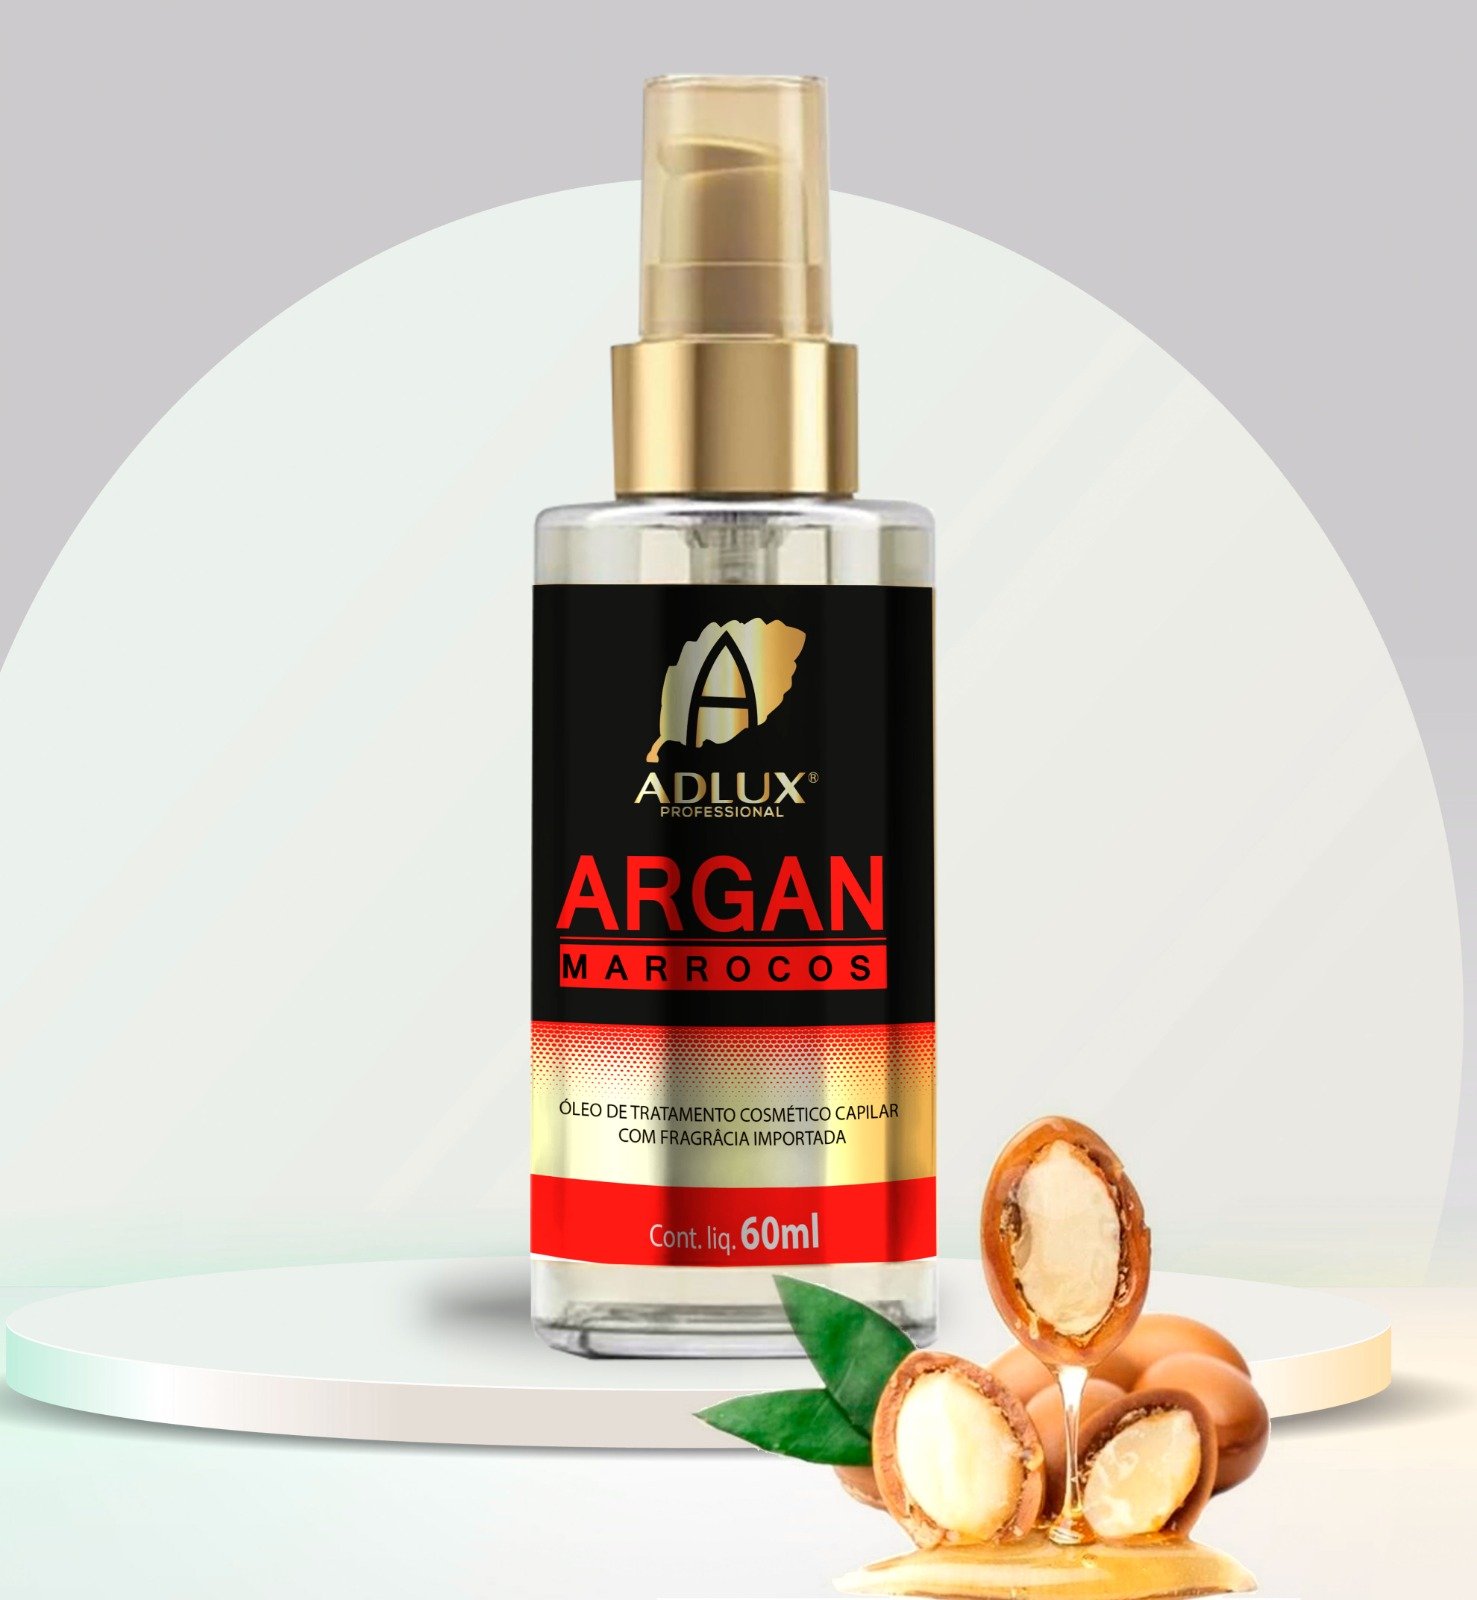 A
ADLUX®
PROFESSIONAL
ARGAN
MARROCOS
ÓLEO DE TRATAMENTO COSMÉTICO CAPILAR
COM FRAGRÂCIA IMPORTADA
Cont. liq. 60ml